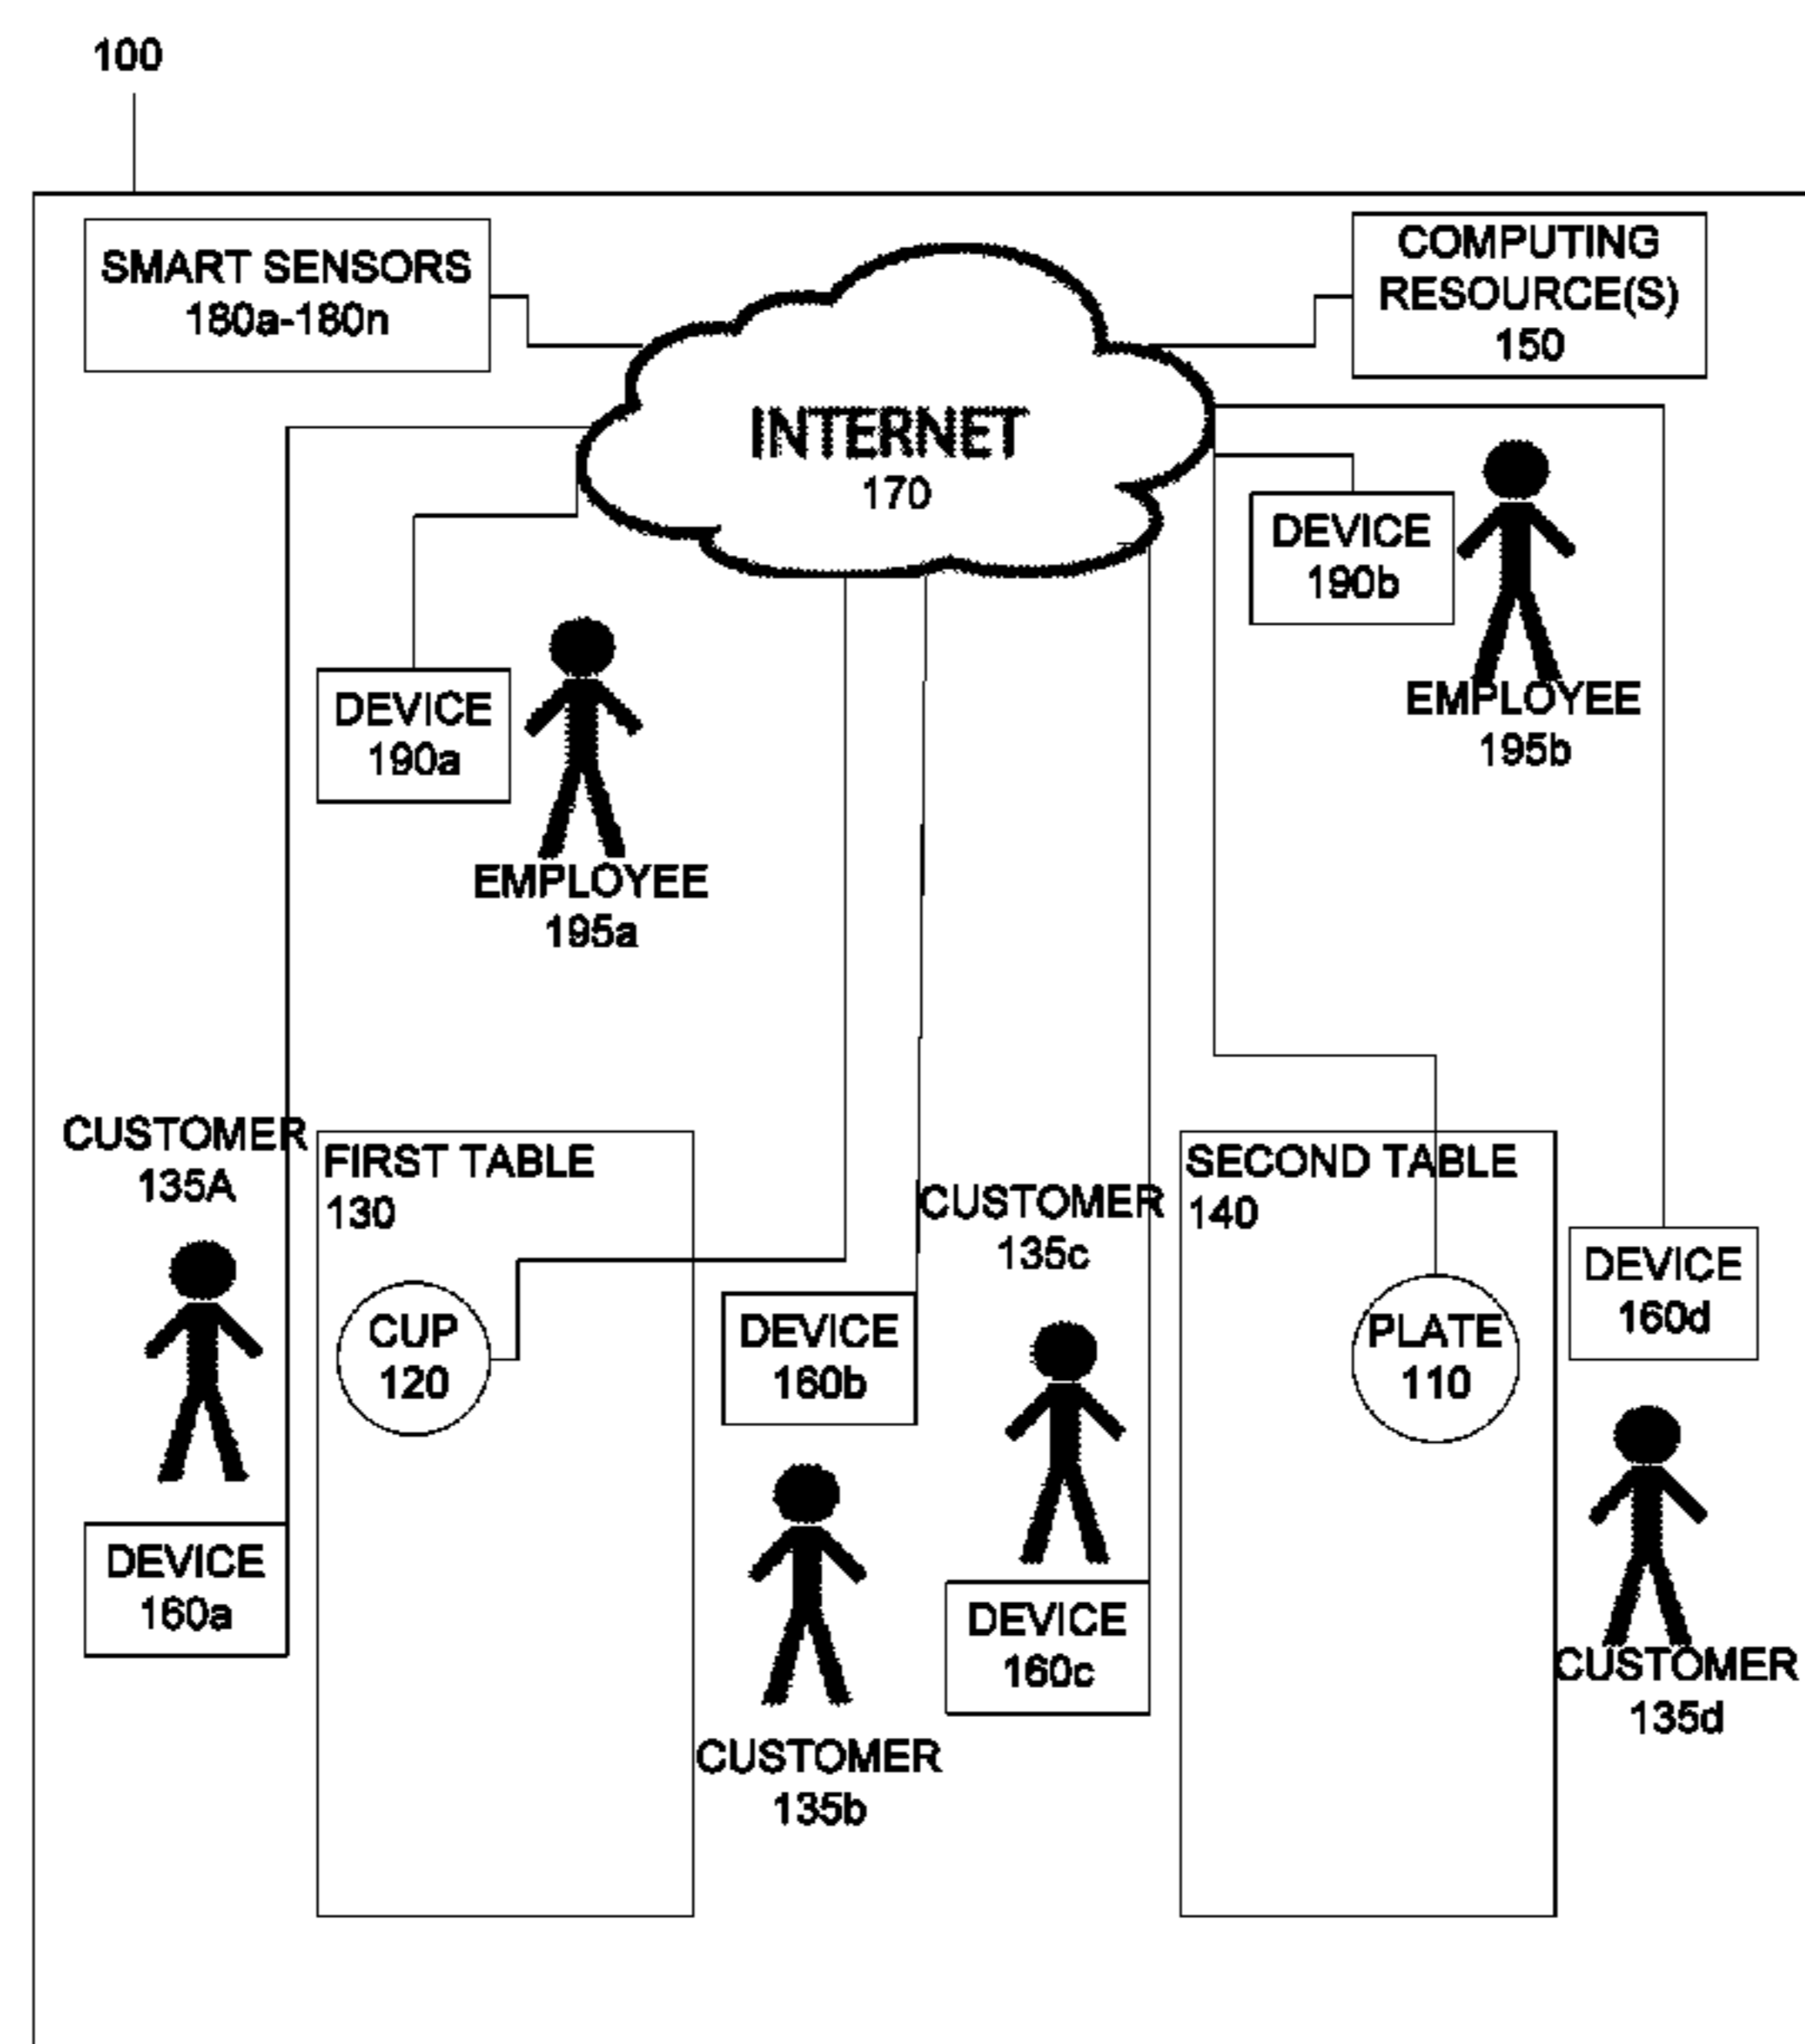 100
SMART SENSORS
180a-180n
COMPUTING
RESOURCE(S)
150
INTERNET
170
DEVICE
190b
EMPLOYEE
195b
DEVICE
190a
EMPLOYEE
195a
CUSTOMER
135A
FIRST TABLE
130
CUSTOMER
135c
SECOND TABLE
140
CUP
120
DEVICE
160b
PLATE
110
DEVICE
160d
DEVICE
160a
DEVICE
160c
CUSTOMER
135b
CUSTOMER
135d